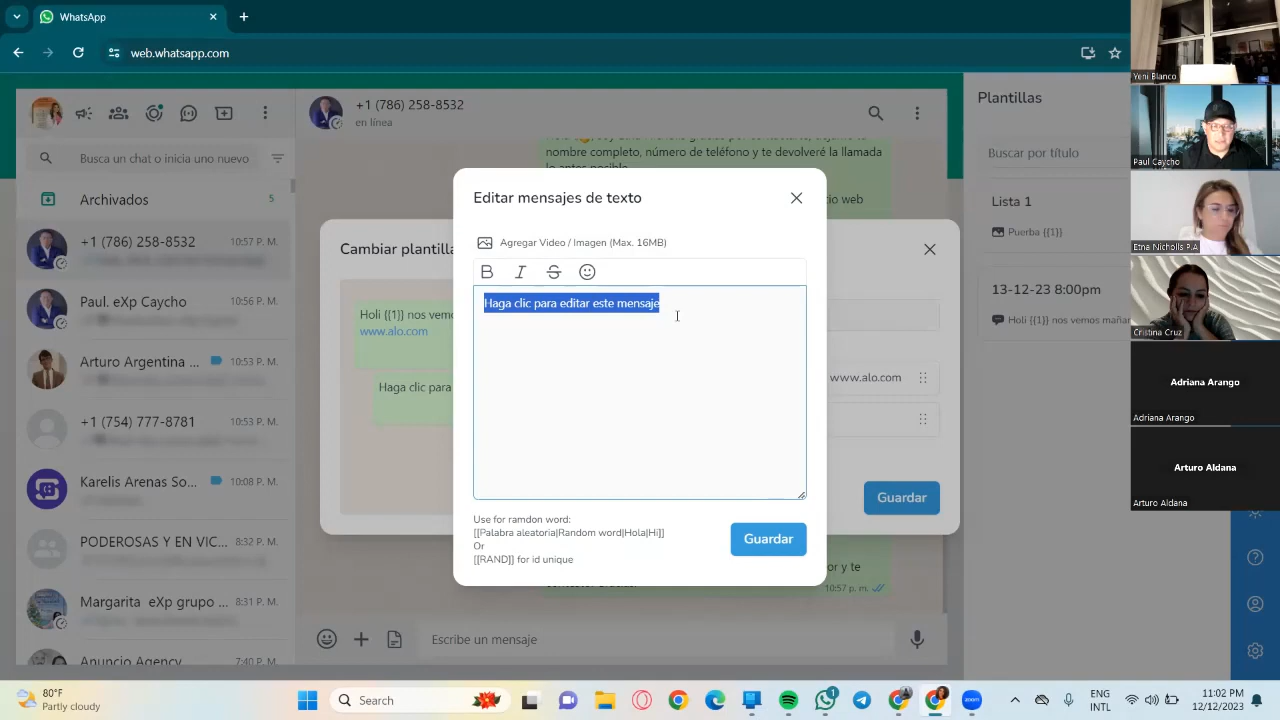 WhatsApp
web.whatsapp.com
+1 (786) 258-8532
en línea
Plantillas
Busca un chat o inicia uno nuevo
nombre completo, número de teléfono y te devolveré la llamada
lo antes posible
Buscar por título
Archivados
5
io web
Lista 1
Puerba {{1}}
+1 (786) 258-8532
10:57 P. M.
Paul. eXp Caycho
10:56 P. M.
Arturo Argentina ...
10:53 P. M.
+1 (754) 777-8781
10:53 P. M.
Karelis Arenas So...
10:08 P. M.
PODEROSAS Y EN VIC...
8:32 P. M.
Margarita eXp grupo ...
8:31 P. M.
Anuncio Agency
7:40 P. M.
Cambiar plantilla
Holi {{1}} nos vemo
www.alo.com
Haga clic para
www.alo.com
Guardar
13-12-23 8:00pm
Holi {{1}} nos vemos mañan
Editar mensajes de texto
Agregar Video / Imagen (Max. 16MB)
B I S
Haga clic para editar este mensaje
Use for ramdon word:
[[Palabra aleatoria|Random word|Hola|Hi]]
Or
[[RAND]] for id unique
Guardar
or y te
10:57 p. m.
Escribe un mensaje
Yeni Blanco
Paul Caycho
Etna Nicholls P.A
Cristina Cruz
Adriana Arango
Adriana Arango
Arturo Aldana
Arturo Aldana
80°F
Partly cloudy
Search
1
zoom
ENG
INTL
11:02 PM
12/12/2023